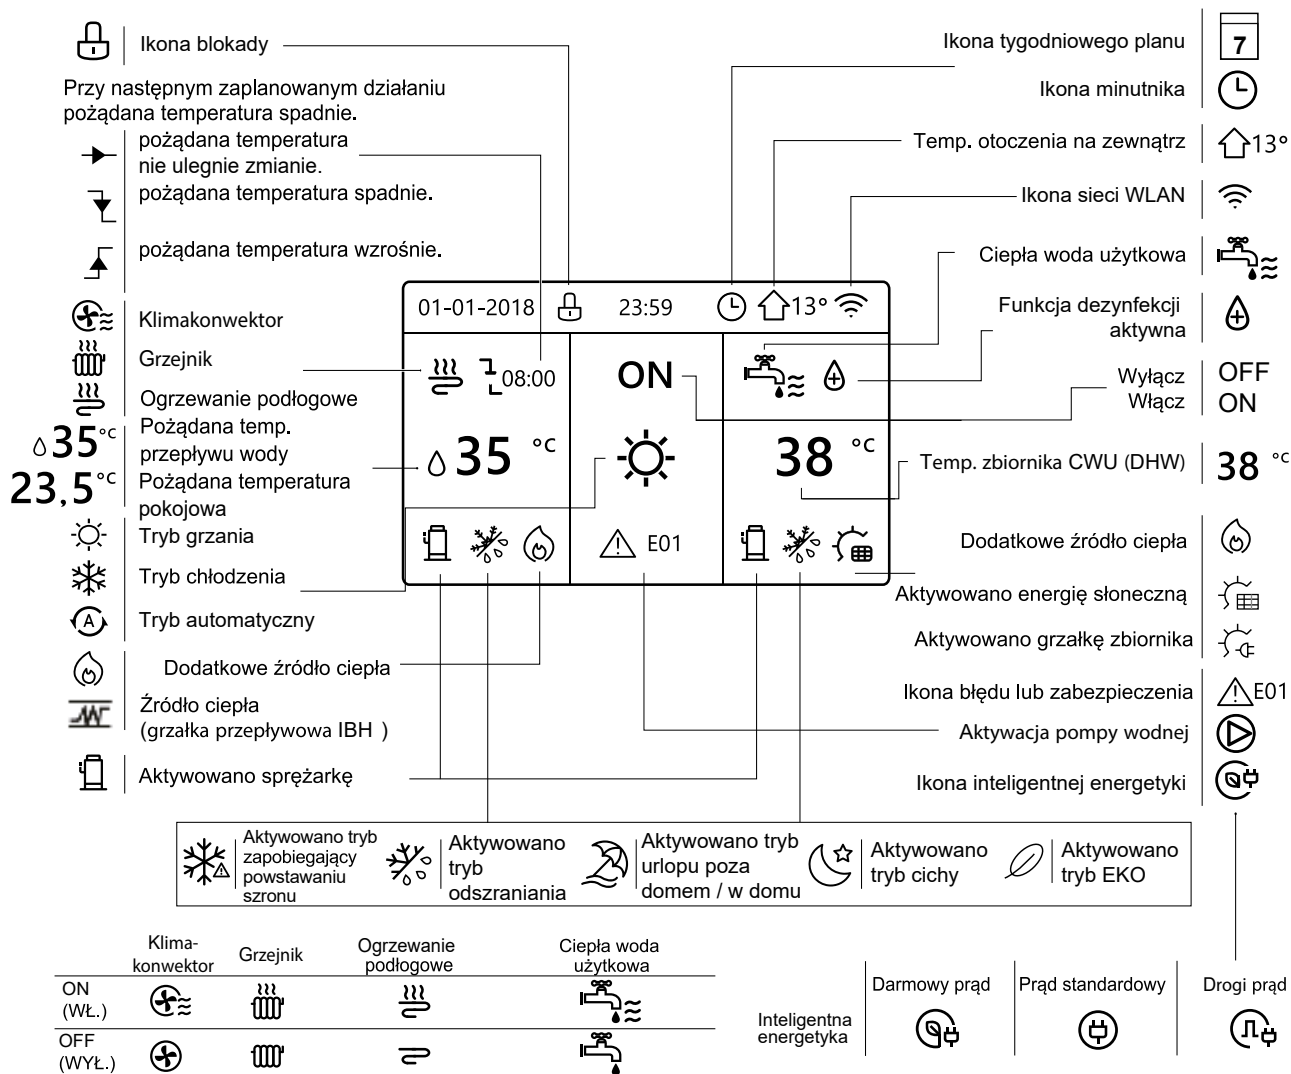 Ikona blokady
Przy następnym zaplanowanym działaniu
pożądana temperatura spadnie.
pożądana temperatura
nie ulegnie zmianie.
pożądana temperatura spadnie.
pożądana temperatura wzrośnie.
Klimakonwektor
Grzejnik
Ogrzewanie podłogowe
35°C
Pożądana temp.
przepływu wody
23,5°C
Pożądana temperatura
pokojowa
Tryb grzania
Tryb chłodzenia
A
Tryb automatyczny
Dodatkowe źródło ciepła
Źródło ciepła
(grzałka przepływowa IBH )
Aktywowano sprężarkę
01-01-2018
23:59
13°
08:00
ON
35 °C
38 °C
E01
Ikona tygodniowego planu
7
Ikona minutnika
Temp. otoczenia na zewnątrz
13°
Ikona sieci WLAN
Ciepła woda użytkowa
Funkcja dezynfekcji
aktywna
Wyłącz OFF
Włącz ON
Temp. zbiornika CWU (DHW)
38 °C
Dodatkowe źródło ciepła
Aktywowano energię słoneczną
Aktywowano grzałkę zbiornika
Ikona błędu lub zabezpieczenia
E01
Aktywacja pompy wodnej
Ikona inteligentnej energetyki
Aktywowano tryb
zapobiegający
powstawaniu
szronu
Aktywowano
tryb
odszraniania
Aktywowano tryb
urlopu poza
domem / w domu
Aktywowano
tryb cichy
Aktywowano
tryb EKO
Klima-
konwektor
Grzejnik
Ogrzewanie
podłogowe
Ciepła woda
użytkowa
ON
(WŁ.)
OFF
(WYŁ.)
Inteligentna
energetyka
Darmowy prąd
Prąd standardowy
Drogi prąd